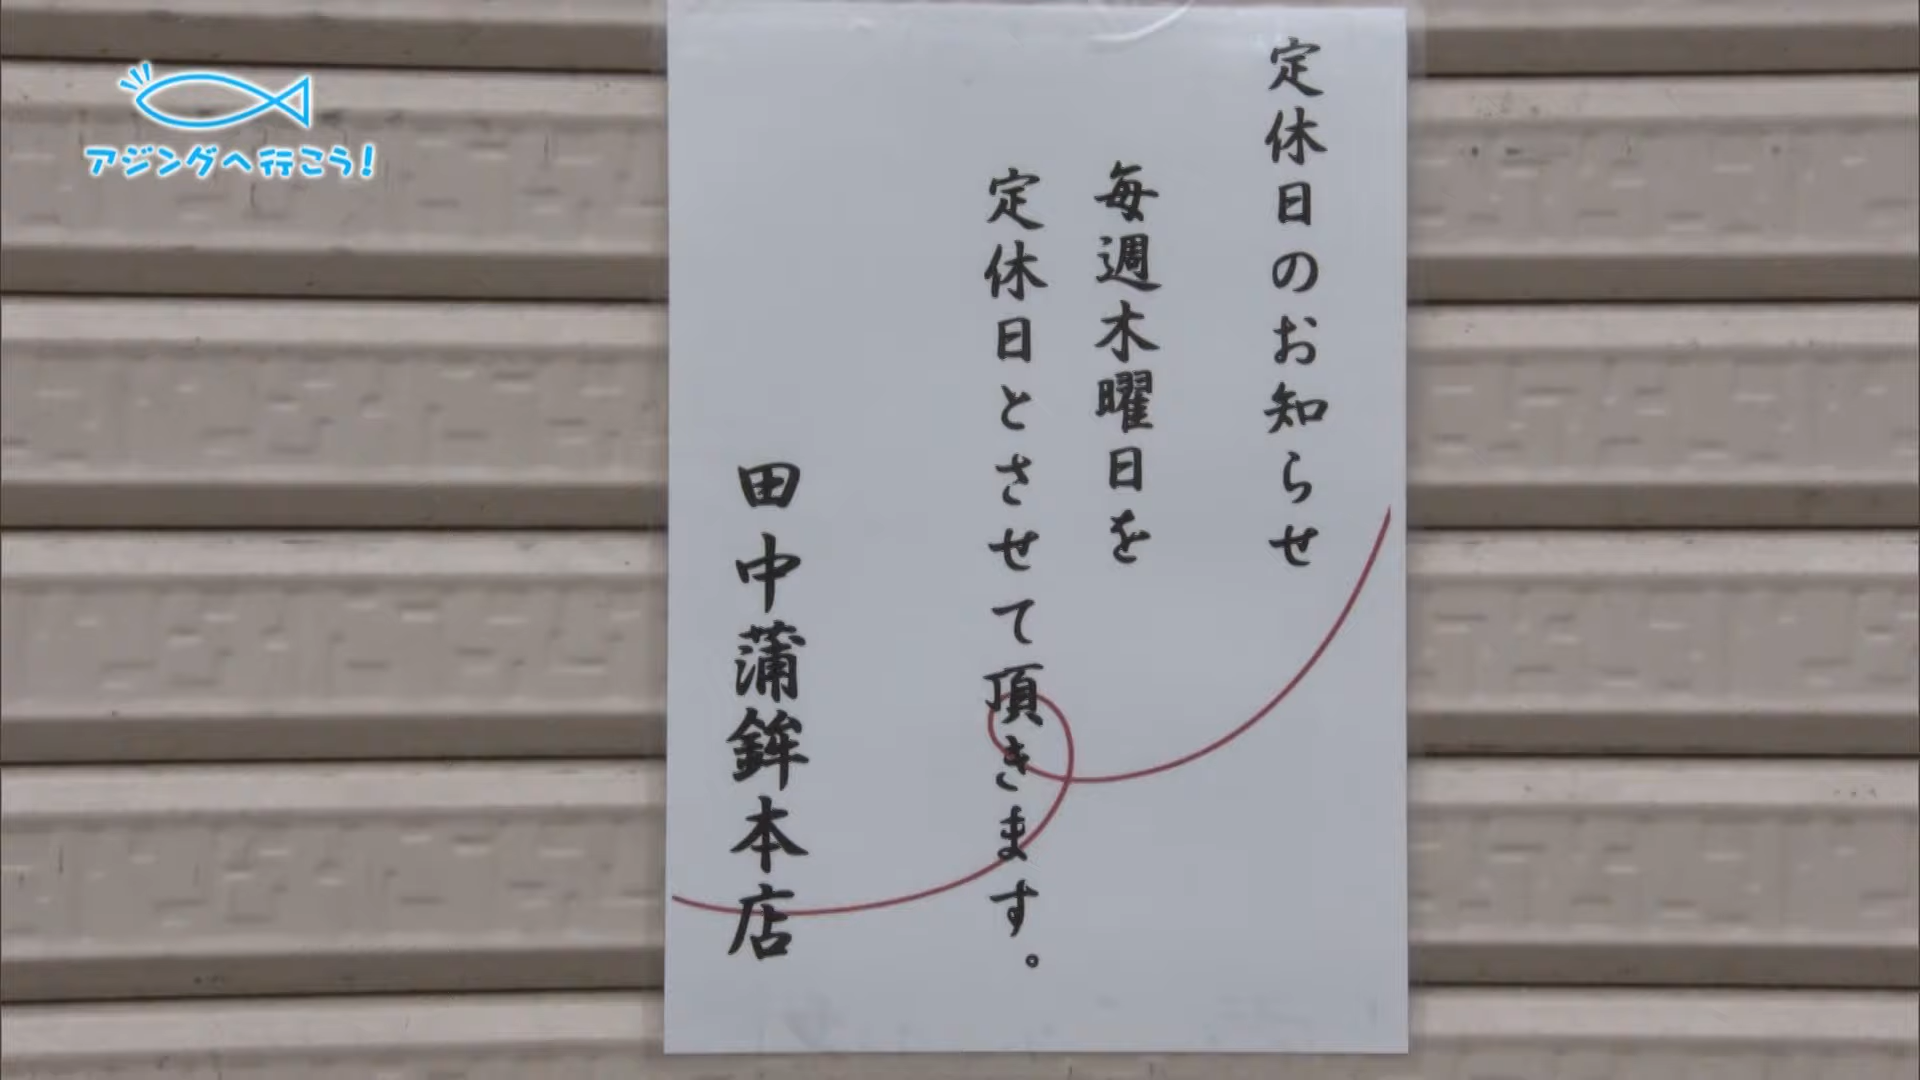 アジングへ行こう!
定休日のお知らせ
毎週木曜日を
定休日とさせて頂きます。
田中蒲鉾本店